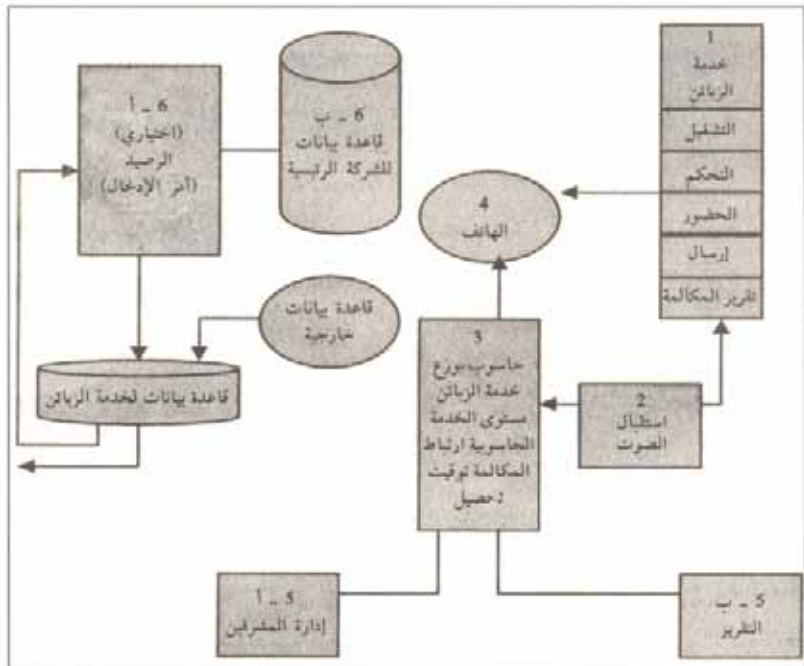 1
خدمة
الزبائن
التشغيل
التحكم
الحضور
إرسال
تقرير المكالمة
6 ـ ب
قاعدة بيانات
للشركة الرئيسية
6 ـ أ
(اختياري)
الرصيد
(أمر الإدخال)
4
الهاتف
قاعدة بيانات
خارجية
قاعدة بيانات لخدمة الزبائن
3
حاسوب يوزع
خدمة الزبائن
مستوى الخدمة
الحاسوبية ارتباط
المكالمة توقيت
2
استقبال
الصوت
5 ـ ب
التقرير
5 ـ أ
إدارة المشرفين